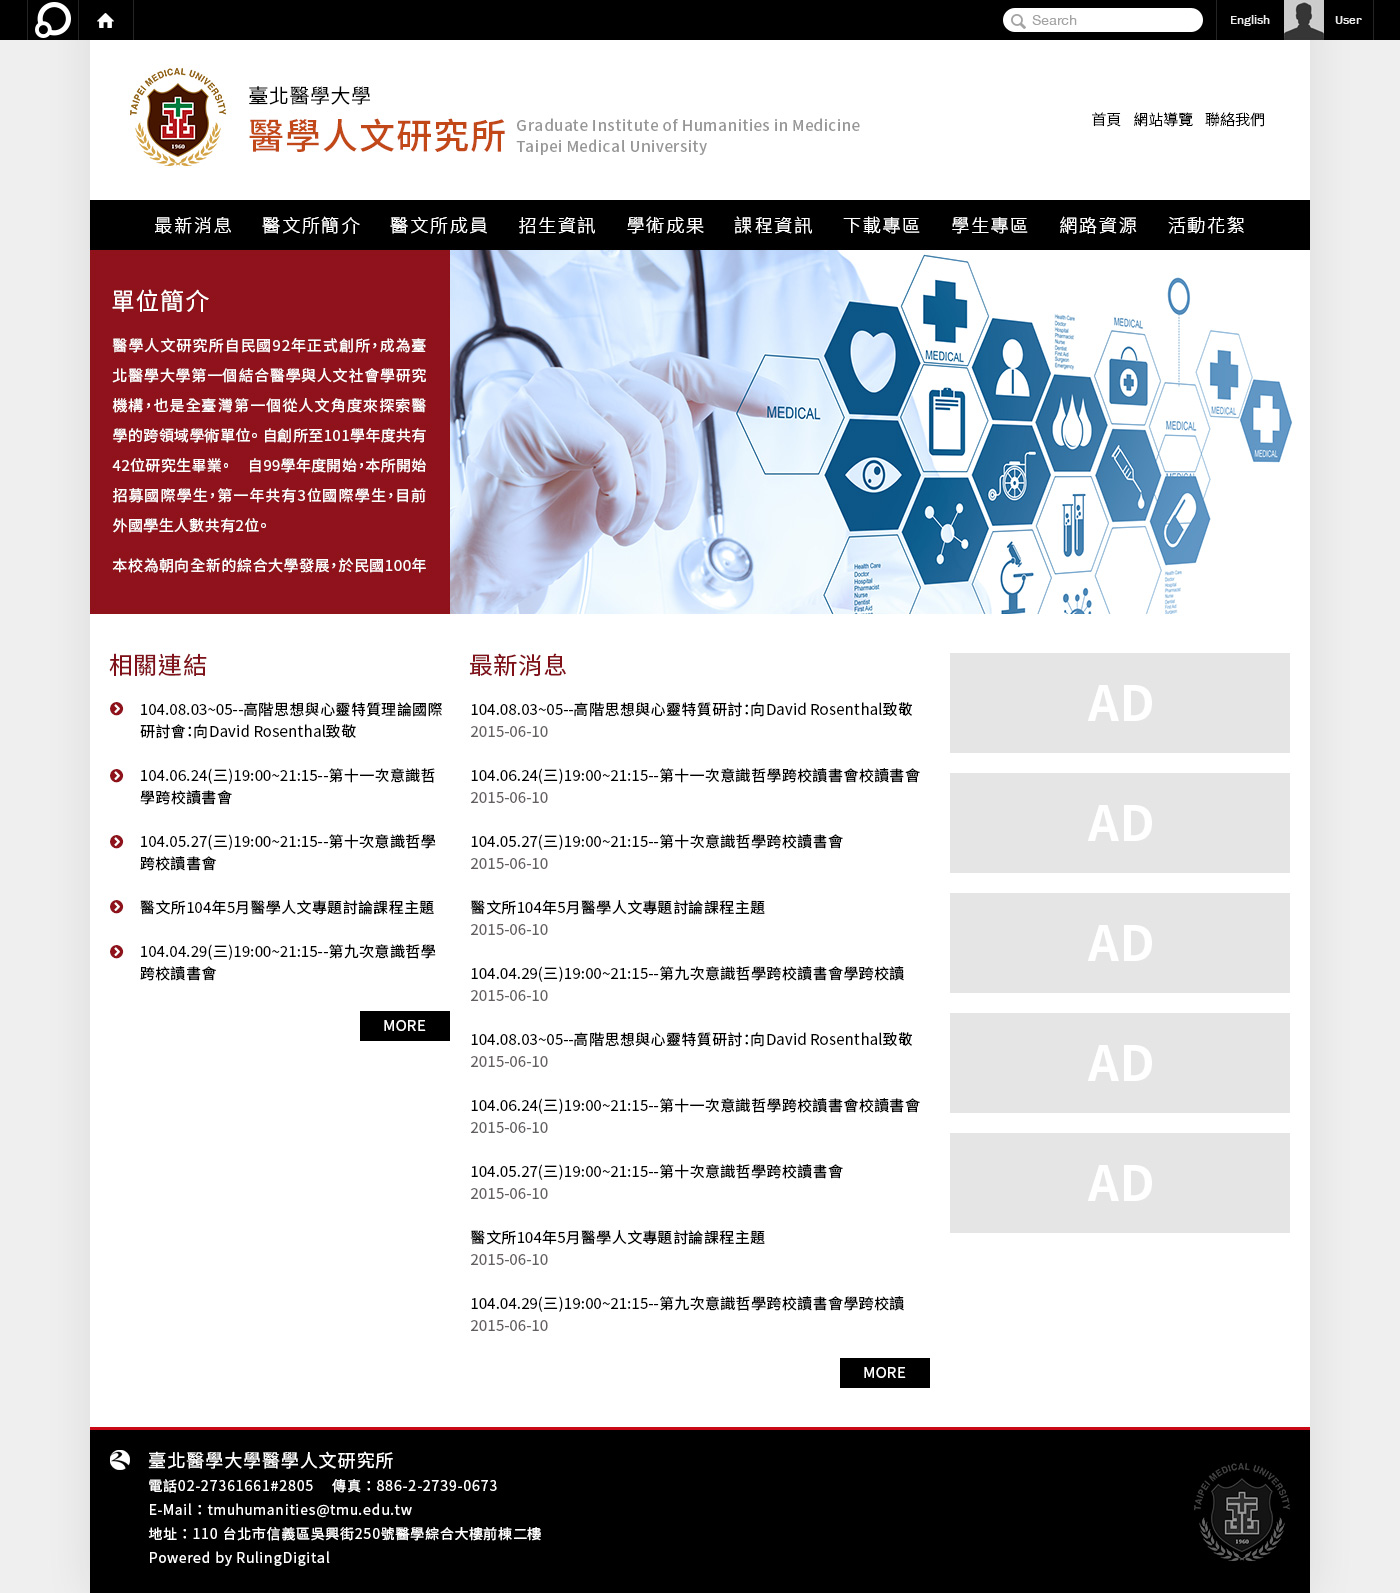 Search
English
User
TAIPEI MEDICAL UNIVERSITY
1960
臺北醫學大學
醫學人文研究所
Graduate Institute of Humanities in Medicine
Taipei Medical University
首頁 網站導覽 聯絡我們
最新消息 醫文所簡介 醫文所成員 招生資訊 學術成果 課程資訊 下載專區 學生專區 網路資源 活動花絮
單位簡介
醫學人文研究所自民國92年正式創所，成為臺
北醫學大學第一個結合醫學與人文社會學研究
機構，也是全臺灣第一個從人文角度來探索醫
學的跨領域學術單位。自創所至101學年度共有
42位研究生畢業。 自99學年度開始，本所開始
招募國際學生，第一年共有3位國際學生，目前
外國學生人數共有2位。
本校為朝向全新的綜合大學發展，於民國100年
MEDICAL
MEDICAL
Health Care
Doctor
Hospital
Pharmacist
Nurse
Dentist
First Aid
Surgeon
Emergency
MEDICAL
MEDICAL
MEDICAL
MEDICAL
MEDICAL
Health Care
Doctor
Hospital
Pharmacist
Nurse
Dentist
First Aid
Health Care
Doctor
Hospital
Pharmacist
Nurse
Dentist
First Aid
Surgeon
相關連結
104.08.03~05--高階思想與心靈特質理論國際
研討會：向David Rosenthal致敬
104.06.24(三)19:00~21:15--第十一次意識哲
學跨校讀書會
104.05.27(三)19:00~21:15--第十次意識哲學
跨校讀書會
醫文所104年5月醫學人文專題討論課程主題
104.04.29(三)19:00~21:15--第九次意識哲學
跨校讀書會
MORE
最新消息
104.08.03~05--高階思想與心靈特質研討：向David Rosenthal致敬
2015-06-10
104.06.24(三)19:00~21:15--第十一次意識哲學跨校讀書會校讀書會
2015-06-10
104.05.27(三)19:00~21:15--第十次意識哲學跨校讀書會
2015-06-10
醫文所104年5月醫學人文專題討論課程主題
2015-06-10
104.04.29(三)19:00~21:15--第九次意識哲學跨校讀書會學跨校讀
2015-06-10
104.08.03~05--高階思想與心靈特質研討：向David Rosenthal致敬
2015-06-10
104.06.24(三)19:00~21:15--第十一次意識哲學跨校讀書會校讀書會
2015-06-10
104.05.27(三)19:00~21:15--第十次意識哲學跨校讀書會
2015-06-10
醫文所104年5月醫學人文專題討論課程主題
2015-06-10
104.04.29(三)19:00~21:15--第九次意識哲學跨校讀書會學跨校讀
2015-06-10
MORE
AD
AD
AD
AD
AD
臺北醫學大學醫學人文研究所
電話02-27361661#2805 傳真：886-2-2739-0673
E-Mail：tmuhumanities@tmu.edu.tw
地址：110 台北市信義區吳興街250號醫學綜合大樓前棟二樓
Powered by RulingDigital
TAIPEI MEDICAL UNIVERSITY
1960